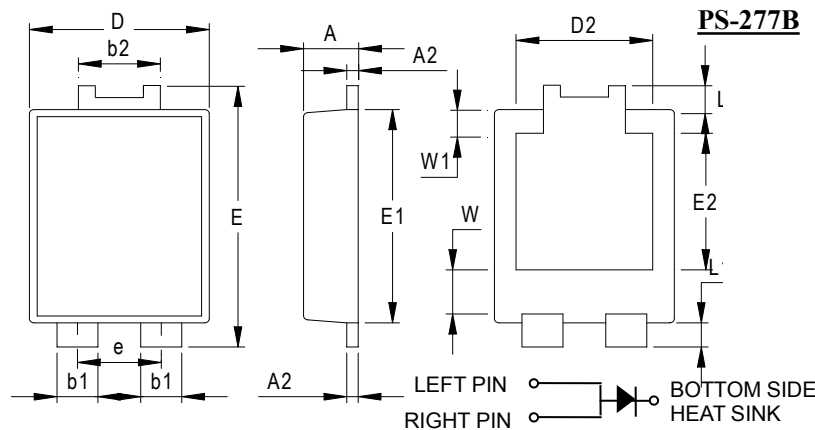 PS-277B
D
b2
A
A2
D2
L
W1
E
E1
W
E2
L
e
b1
b1
A2
LEFT PIN
RIGHT PIN
BOTTOM SIDE
HEAT SINK